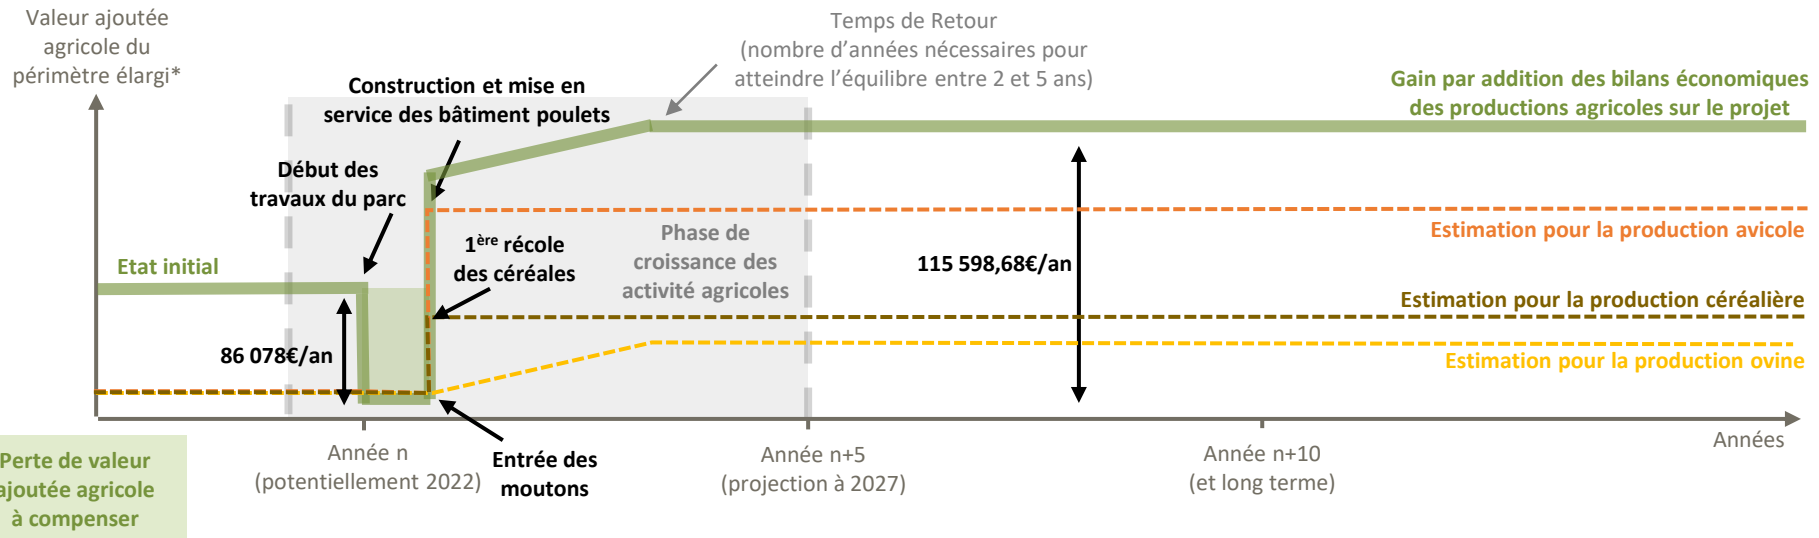 Valeur ajoutée
agricole du
périmètre élargi*
Temps de Retour
(nombre d'années nécessaires pour
atteindre l'équilibre entre 2 et 5 ans)
Construction et mise en
service des bâtiment poulets
Gain par addition des bilans économiques
des productions agricoles sur le projet
Début des
travaux du parc
Etat initial
1ère récole
des céréales
Phase de
croissance des
activité agricoles
115 598,68€/an
Estimation pour la production avicole
Estimation pour la production céréalière
86 078€/an
Estimation pour la production ovine
Années
Année n
(potentiellement 2022)
Entrée des
moutons
Année n+5
(projection à 2027)
Année n+10
(et long terme)
Perte de valeur
ajoutée agricole
à compenser